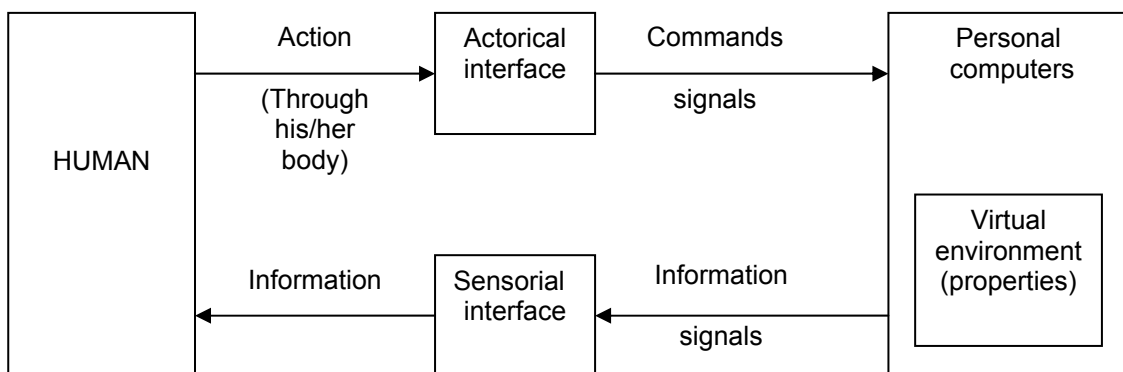 Action
(Through
his/her
body)
HUMAN
Actorical
interface
Commands
signals
Personal
computers
Virtual
environment
(properties)
Information
Sensorial
interface
Information
signals